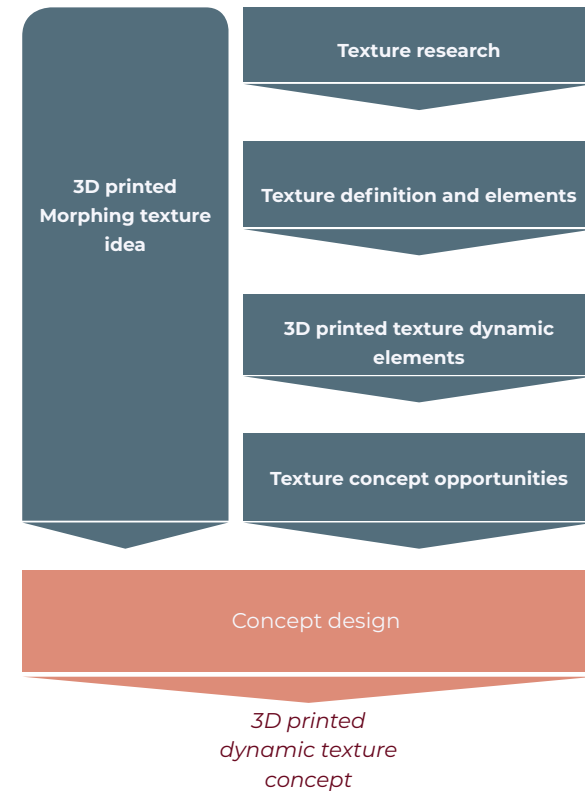 3D printed
Morphing texture
idea
Texture research
Texture definition and elements
3D printed texture dynamic
elements
Texture concept opportunities
Concept design
3D printed
dynamic texture
concept